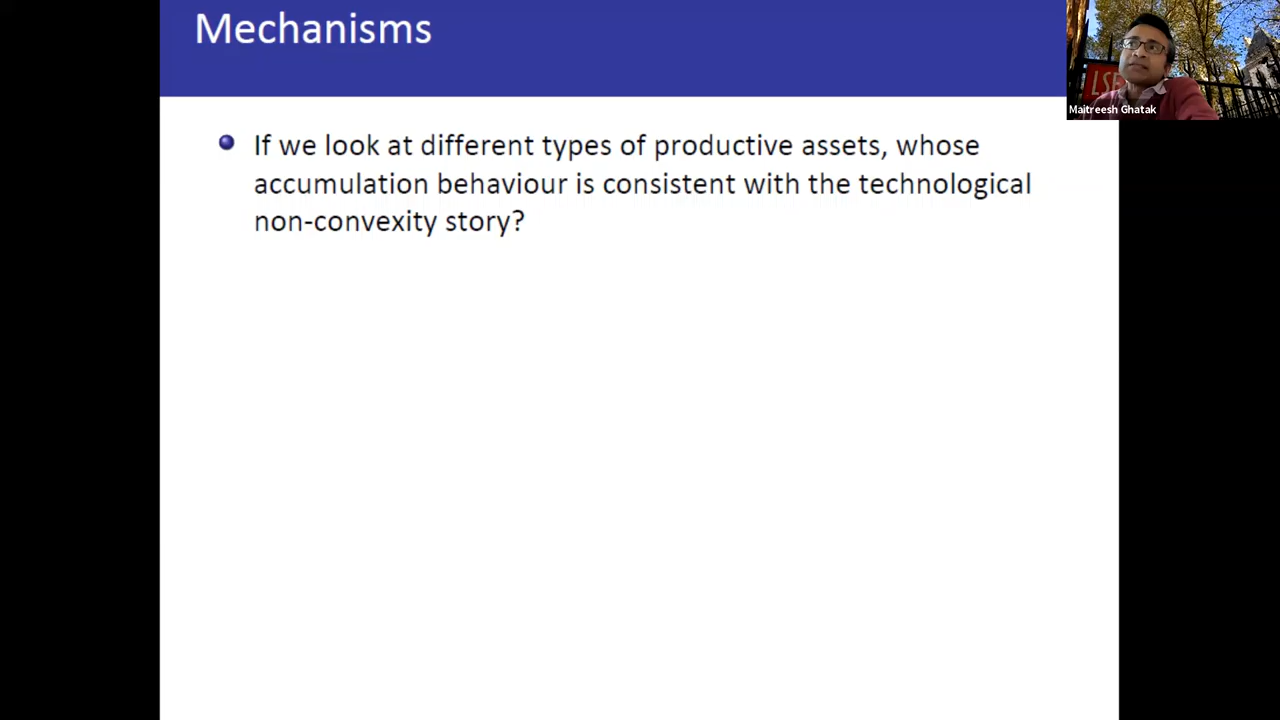 Mechanisms
If we look at different types of productive assets, whose
accumulation behaviour is consistent with the technological
non-convexity story?
LSE
Maitreesh Ghatak